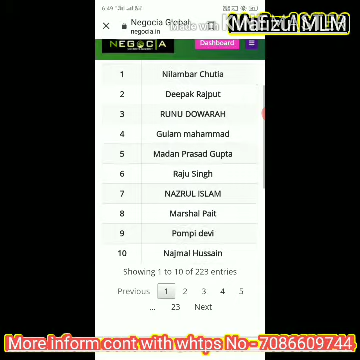 Negocia Global
negocia.in
NEGOCIA
Dashboard
1 Nilambar Chutia
2 Deepak Rajput
3 RUNU DOWARAH
4 Gulam mahammad
5 Madan Prasad Gupta
6 Raju Singh
7 NAZRUL ISLAM
8 Marshal Pait
9 Pompi devi
10 Najmal Hussain
Showing 1 to 10 of 223 entries
Previous 1 2 3 4 5
... 23 Next
More inform cont with whtps No - 7086609744